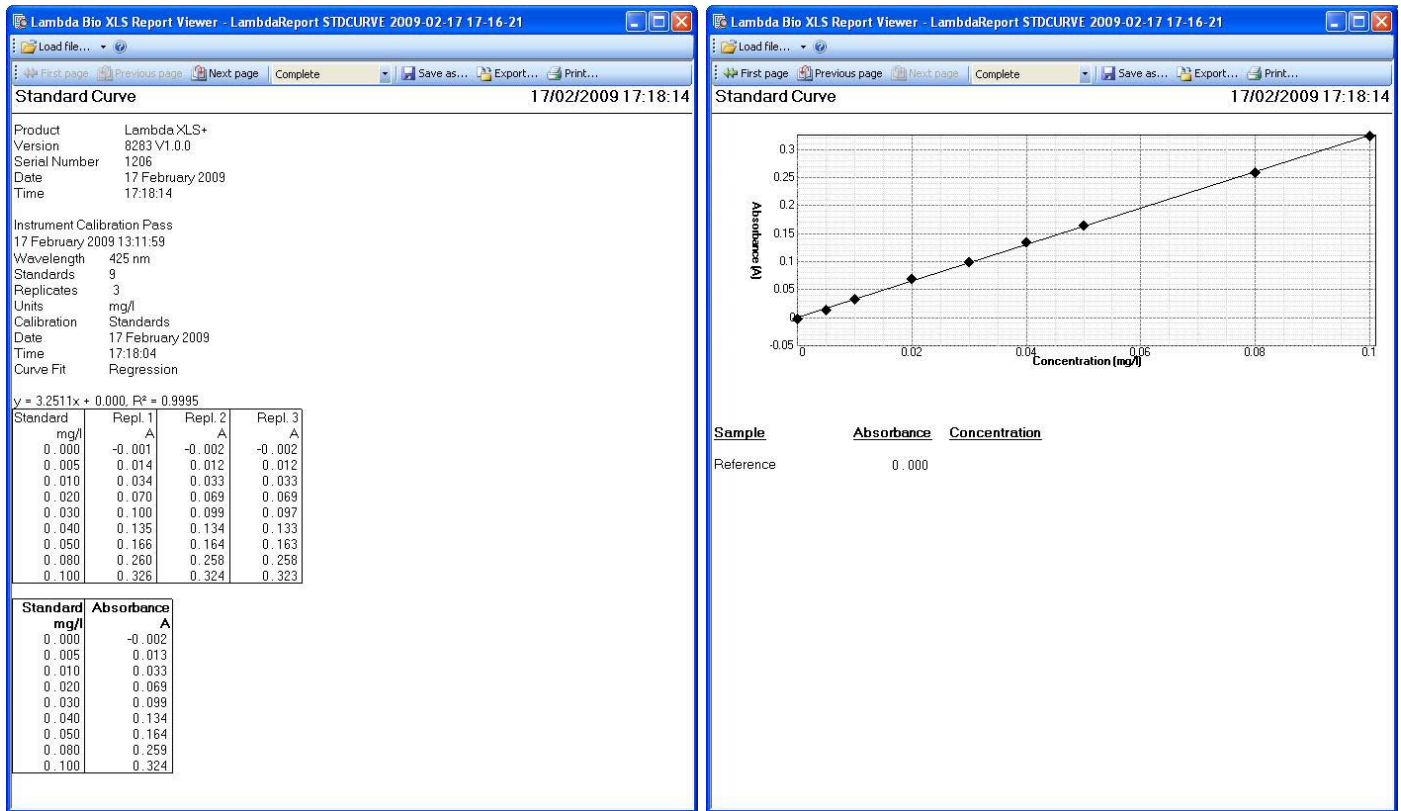 Lambda Bio XLS Report Viewer - LambdaReport STDCURVE 2009-02-17 17-16-21
Load file...
First page Previous page Next page Complete Save as... Export... Print...
Standard Curve 17/02/2009 17:18:14
Product Lambda XLS+
Version 8283 V1.0.0
Serial Number 1206
Date 17 February 2009
Time 17:18:14
Instrument Calibration Pass
17 February 2009 13:11:59
Wavelength 425 nm
Standards 9
Replicates 3
Units mg/l
Calibration Standards
Date 17 February 2009
Time 17:18:04
Curve Fit Regression
y = 3.2511x + 0.000, R² = 0.9995
Standard Repl. 1 Repl. 2 Repl. 3
mg/l A A A
0.000 -0.001 -0.002 -0.002
0.005 0.014 0.012 0.012
0.010 0.034 0.033 0.033
0.020 0.070 0.069 0.069
0.030 0.100 0.099 0.097
0.040 0.135 0.134 0.133
0.050 0.166 0.164 0.163
0.080 0.260 0.258 0.258
0.100 0.326 0.324 0.323
Standard Absorbance
mg/l A
0.000 -0.002
0.005 0.013
0.010 0.033
0.020 0.069
0.030 0.099
0.040 0.134
0.050 0.164
0.080 0.259
0.100 0.324
Lambda Bio XLS Report Viewer - LambdaReport STDCURVE 2009-02-17 17-16-21
Load file...
First page Previous page Next page Complete Save as... Export... Print...
Standard Curve 17/02/2009 17:18:14
Absorbance (A)
0.3
0.25
0.2
0.15
0.1
0.05
0
-0.05
0 0.02 0.04 0.06 0.08 0.1
Concentration (mg/l)
Sample Absorbance Concentration
Reference 0.000